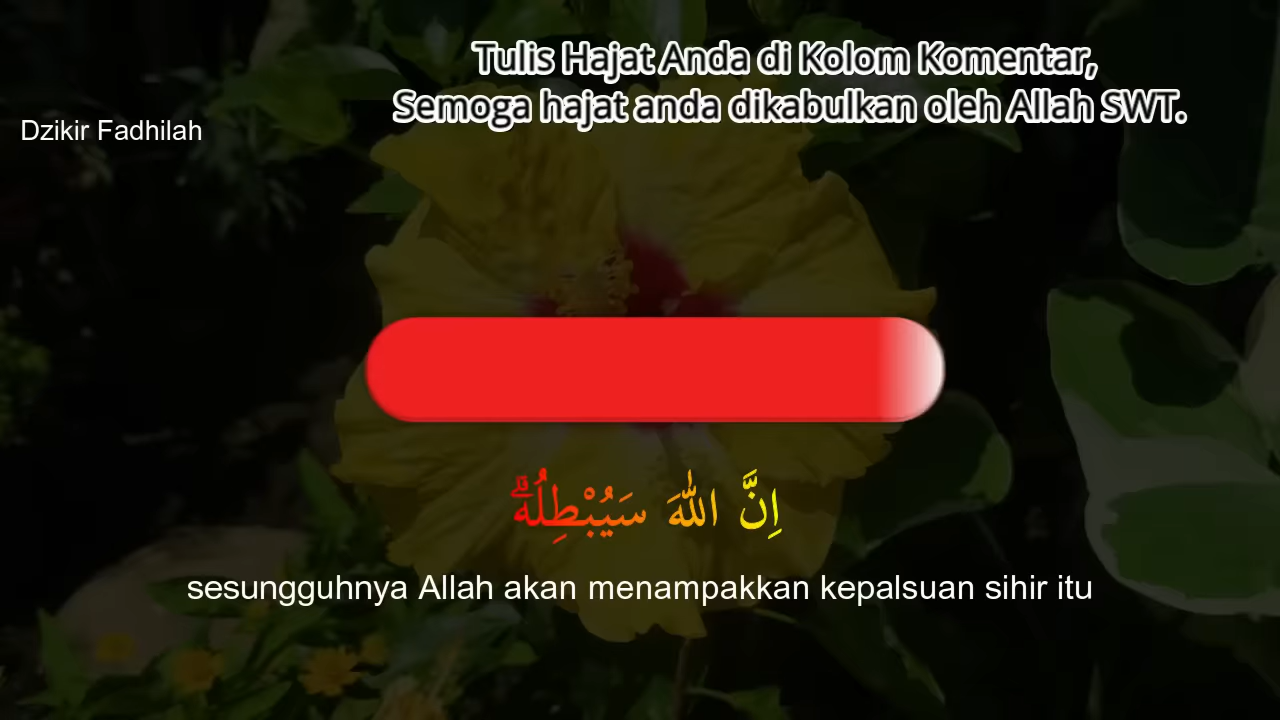 Tulis Hajat Anda di Kolom Komentar,
Semoga hajat anda dikabulkan oleh Allah SWT.
Dzikir Fadhilah
اِنَّ اللّٰهَ سَيُبْطِلُهٗۗ
sesungguhnya Allah akan menampakkan kepalsuan sihir itu